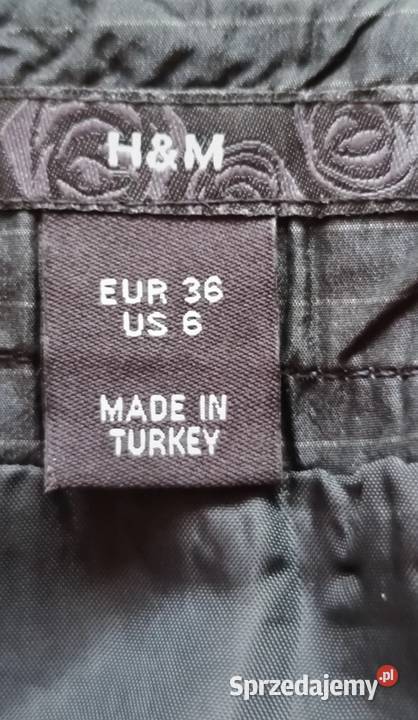 H&M
EUR 36
US 6
MADE IN
TURKEY
Sprzedajemy.pl